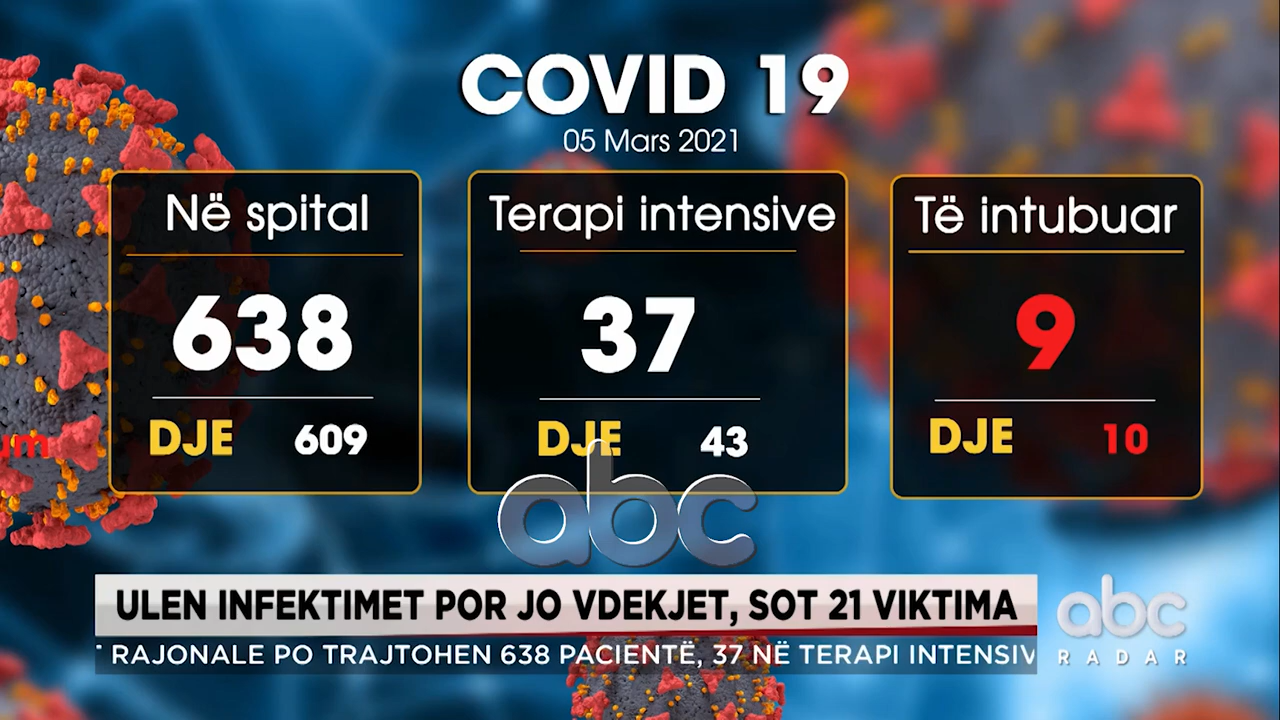 COVID 19
05 Mars 2021
Në spital
638
DJE 609
Terapi intensive
37
DJE 43
Të intubuar
9
DJE 10
abc
ULEN INFEKTIMET POR JO VDEKJET, SOT 21 VIKTIMA
RAJONALE PO TRAJTOHEN 638 PACIENTË, 37 NË TERAPI INTENSIV
abc
RADAR